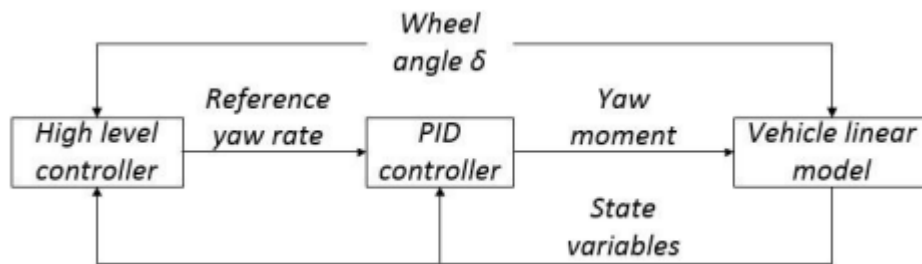 Wheel
angle δ
Reference
yaw rate
Yaw
moment
High level
controller
PID
controller
Vehicle linear
model
State
variables